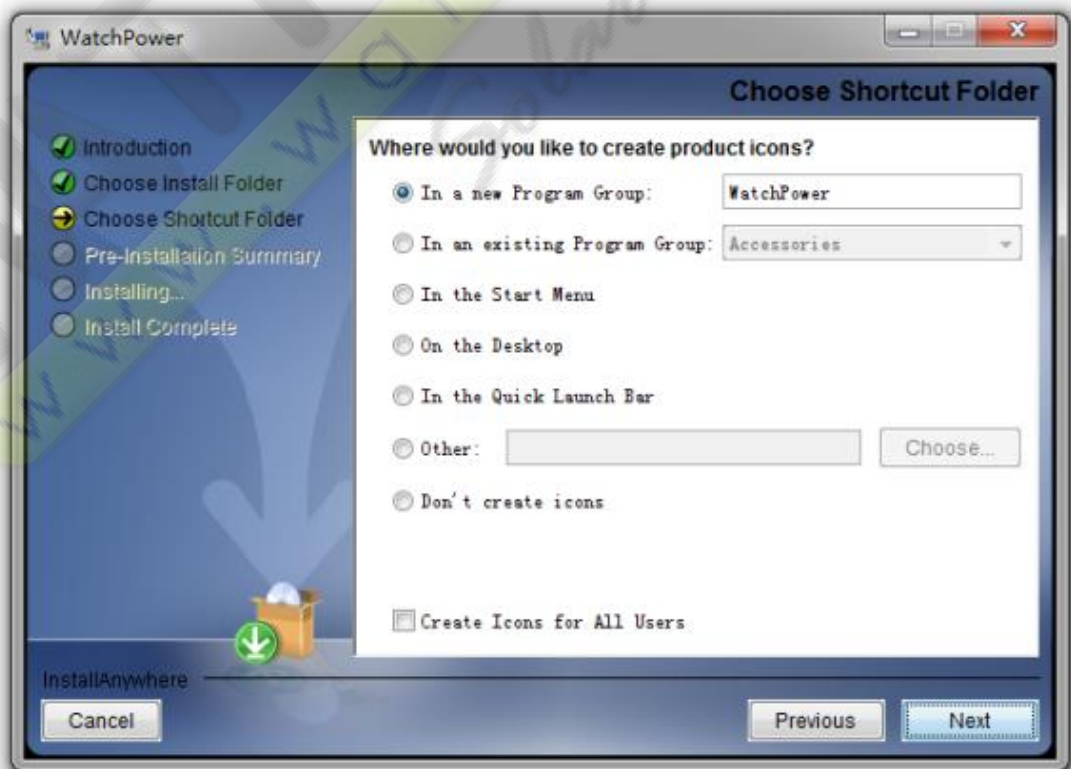 WatchPower
Choose Shortcut Folder
Introduction
Choose Install Folder
Choose Shortcut Folder
Pre-Installation Summary
Installing...
Install Complete
Where would you like to create product icons?
In a new Program Group: WatchPower
In an existing Program Group: Accessories
In the Start Menu
On the Desktop
In the Quick Launch Bar
Other: Choose...
Don't create icons
Create Icons for All Users
InstallAnywhere
Cancel Previous Next